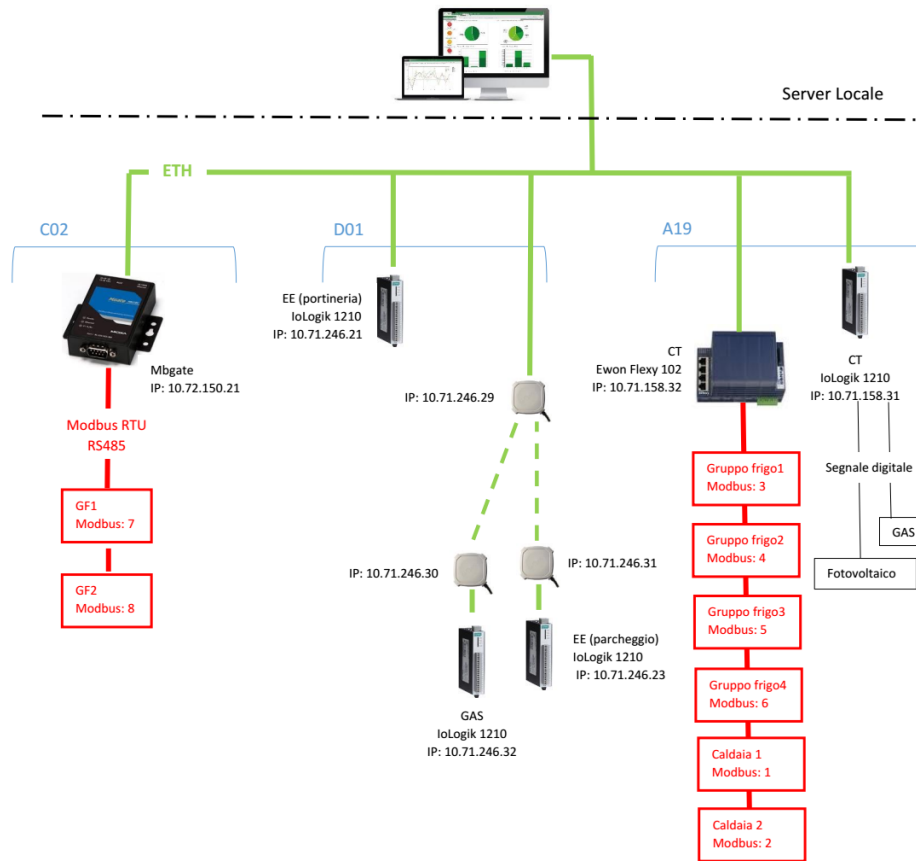 Server Locale
ETH
C02
D01
A19
EE (portineria)
IoLogik 1210
IP: 10.71.246.21
Mbgate
IP: 10.72.150.21
CT
Ewon Flexy 102
IP: 10.71.158.32
CT
IoLogik 1210
IP: 10.71.158.31
IP: 10.71.246.29
Modbus RTU
RS485
Segnale digitale
GAS
Fotovoltaico
GF1
Modbus: 7
GF2
Modbus: 8
IP: 10.71.246.30
IP: 10.71.246.31
EE (parcheggio)
IoLogik 1210
IP: 10.71.246.23
GAS
IoLogik 1210
IP: 10.71.246.32
Gruppo frigo1
Modbus: 3
Gruppo frigo2
Modbus: 4
Gruppo frigo3
Modbus: 5
Gruppo frigo4
Modbus: 6
Caldaia 1
Modbus: 1
Caldaia 2
Modbus: 2